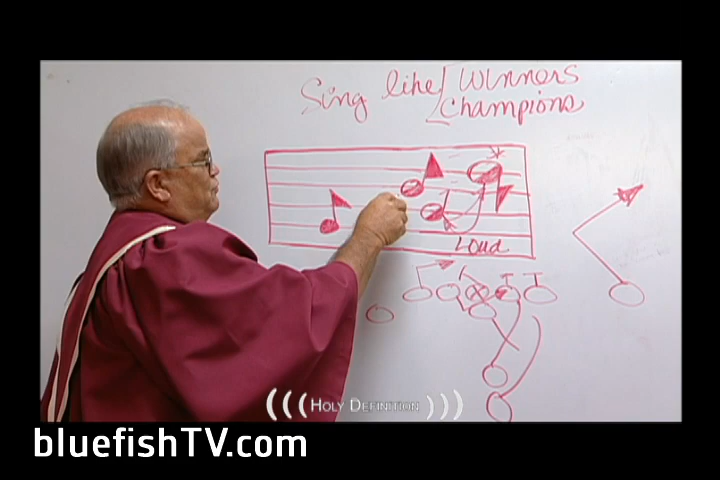 Sing like
Winners
Champions
LOUD
HOLY DEFINITION
bluefishTV.com